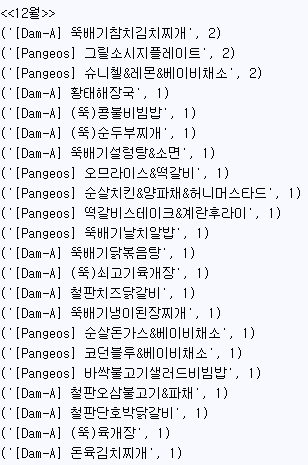 <<12월>>
('[Dam-A] 뚝배기참치김치찌개', 2)
('[Pangeos] 그릴소시지플레이트', 2)
('[Pangeos] 슈니첼&레몬&베이비채소', 2)
('[Dam-A] 황태해장국', 1)
('[Dam-A] (뚝)콩불비빔밥', 1)
('[Dam-A] (뚝)순두부찌개', 1)
('[Dam-A] 뚝배기설렁탕&소면', 1)
('[Pangeos] 오므라이스&떡갈비', 1)
('[Pangeos] 순살치킨&양파채&허니머스타드', 1)
('[Pangeos] 떡갈비스테이크&계란후라이', 1)
('[Pangeos] 뚝배기날치알밥', 1)
('[Dam-A] 뚝배기닭볶음탕', 1)
('[Dam-A] (뚝)쇠고기육개장', 1)
('[Dam-A] 철판치즈닭갈비', 1)
('[Dam-A] 뚝배기냉이된장찌개', 1)
('[Pangeos] 순살돈가스&베이비채소', 1)
('[Pangeos] 코던블루&베이비채소', 1)
('[Pangeos] 바싹불고기샐러드비빔밥', 1)
('[Dam-A] 철판오삼불고기&파채', 1)
('[Dam-A] 철판단호박닭갈비', 1)
('[Dam-A] (뚝)육개장', 1)
('[Dam-A] 돈육김치찌개', 1)